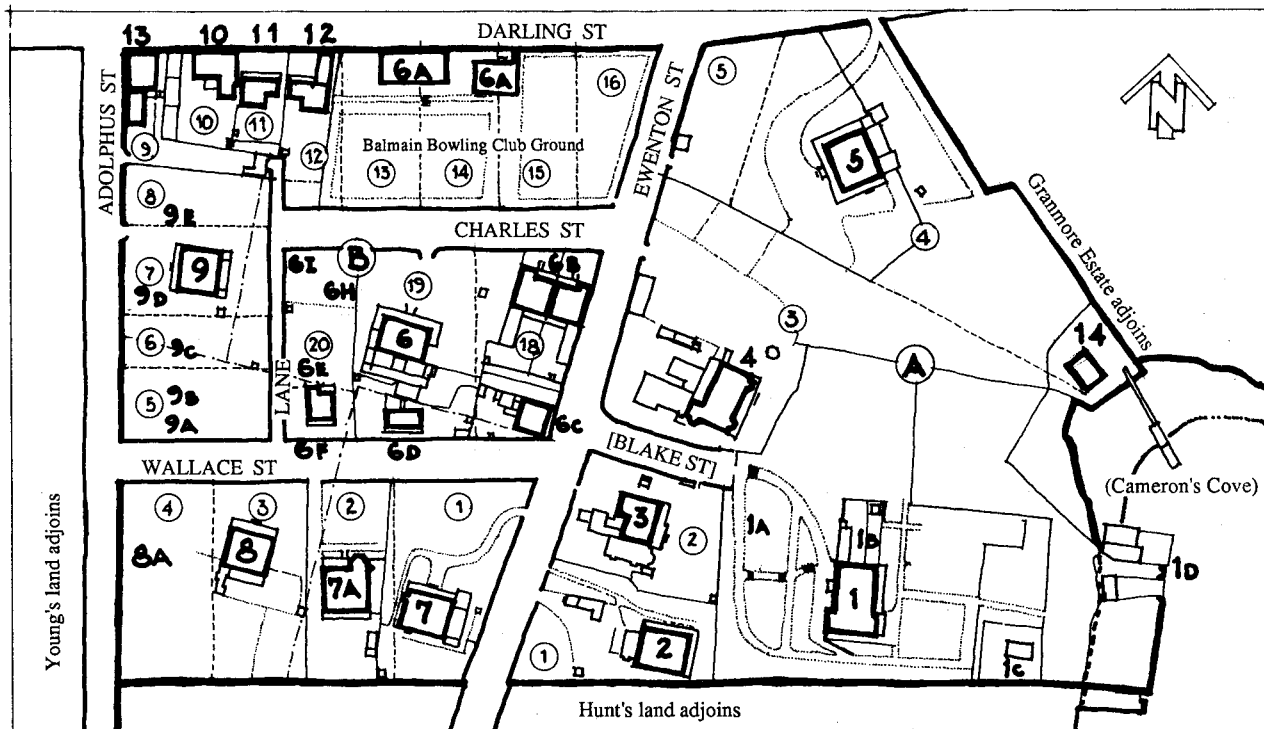 DARLING ST
13 10 11 12
6A 6A
16
5
N
10
11
9
12
Balmain Bowling Club Ground
13 14 15
ADOLPHUS ST
EWENTON ST
5
4
8
9E
CHARLES ST
Granmore Estate adjoins
7
9
9D
6I
B
6H
19
6B
3
6
9C
20
6
18
4
A
14
6E
LANE
5
9B
9A
6F
6D
6C
WALLACE ST
[BLAKE ST]
(Cameron's Cove)
4
3
2
1
8A
8
7A
7
3
2
1A
1B
1
1D
1
2
1C
Young's land adjoins
Hunt's land adjoins